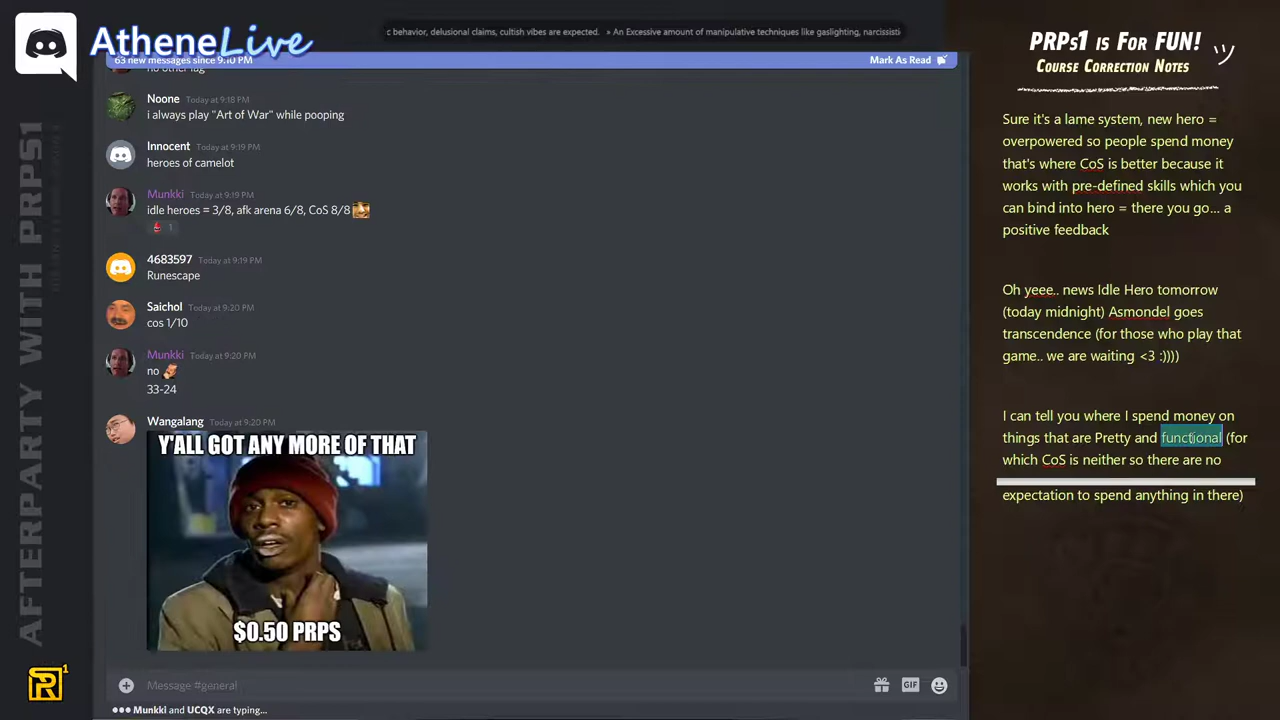 AtheneLive
c behavior, delusional claims, cultish vibes are expected. » An Excessive amount of manipulative techniques like gaslighting, narcissisti
63 new messages since 9:10 PM
Mark As Read
no other lag
Noone Today at 9:18 PM
i always play "Art of War" while pooping
Innocent Today at 9:19 PM
heroes of camelot
Munkki Today at 9:19 PM
idle heroes = 3/8, afk arena 6/8, CoS 8/8
1
4683597 Today at 9:19 PM
Runescape
Saichol Today at 9:20 PM
cos 1/10
Munkki Today at 9:20 PM
no
33-24
Wangalang Today at 9:20 PM
Y'ALL GOT ANY MORE OF THAT
$0.50 PRPS
Message #general
GIF
Munkki and UCQX are typing...
AFTERPARTY WITH PRPS1
R1
PRPs1 is For FUN!
Course Correction Notes
Sure it's a lame system, new hero =
overpowered so people spend money
that's where CoS is better because it
works with pre-defined skills which you
can bind into hero = there you go... a
positive feedback
Oh yeee.. news Idle Hero tomorrow
(today midnight) Asmondel goes
transcendence (for those who play that
game.. we are waiting <3 :))))
I can tell you where I spend money on
things that are Pretty and functional (for
which CoS is neither so there are no
expectation to spend anything in there)